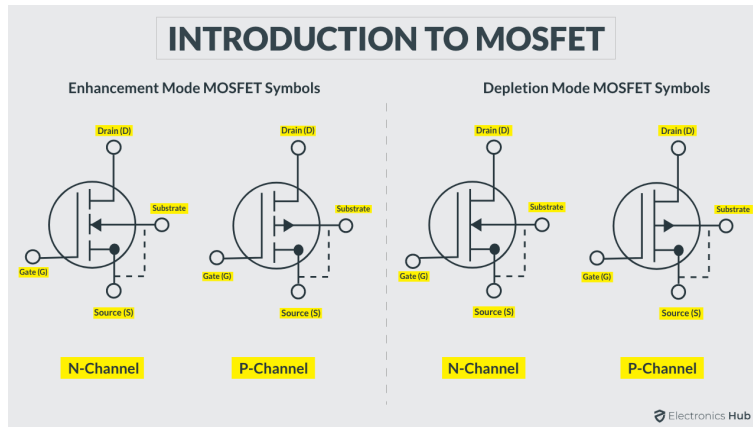 INTRODUCTION TO MOSFET
Enhancement Mode MOSFET Symbols
Depletion Mode MOSFET Symbols
Drain (D)
Drain (D)
Drain (D)
Drain (D)
Substrate
Substrate
Substrate
Substrate
Gate (G)
Gate (G)
Gate (G)
Gate (G)
Source (S)
Source (S)
Source (S)
Source (S)
N-Channel
P-Channel
N-Channel
P-Channel
Electronics Hub